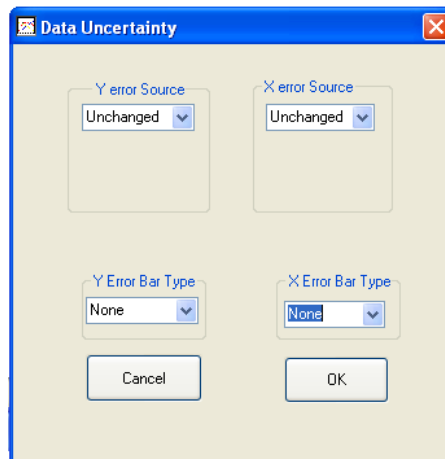 Data Uncertainty
Y error Source
X error Source
Unchanged
Unchanged
Y Error Bar Type
X Error Bar Type
None
None
Cancel
OK